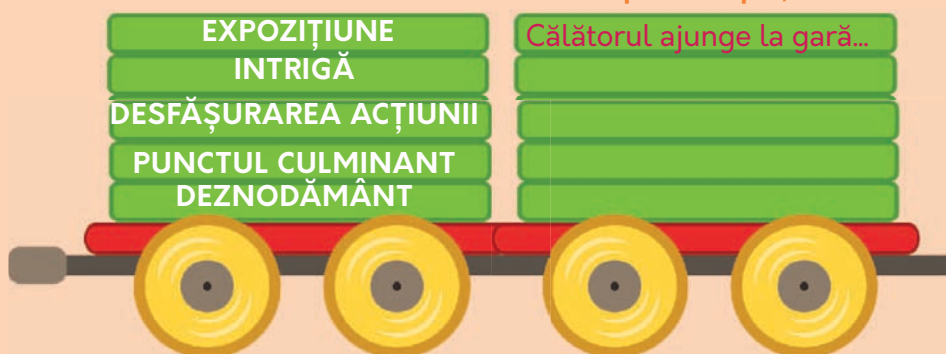 EXPOZIȚIUNE
Călătorul ajunge la gară...
INTRIGĂ
DESFĂȘURAREA ACȚIUNII
PUNCTUL CULMINANT
DEZNODĂMÂNT